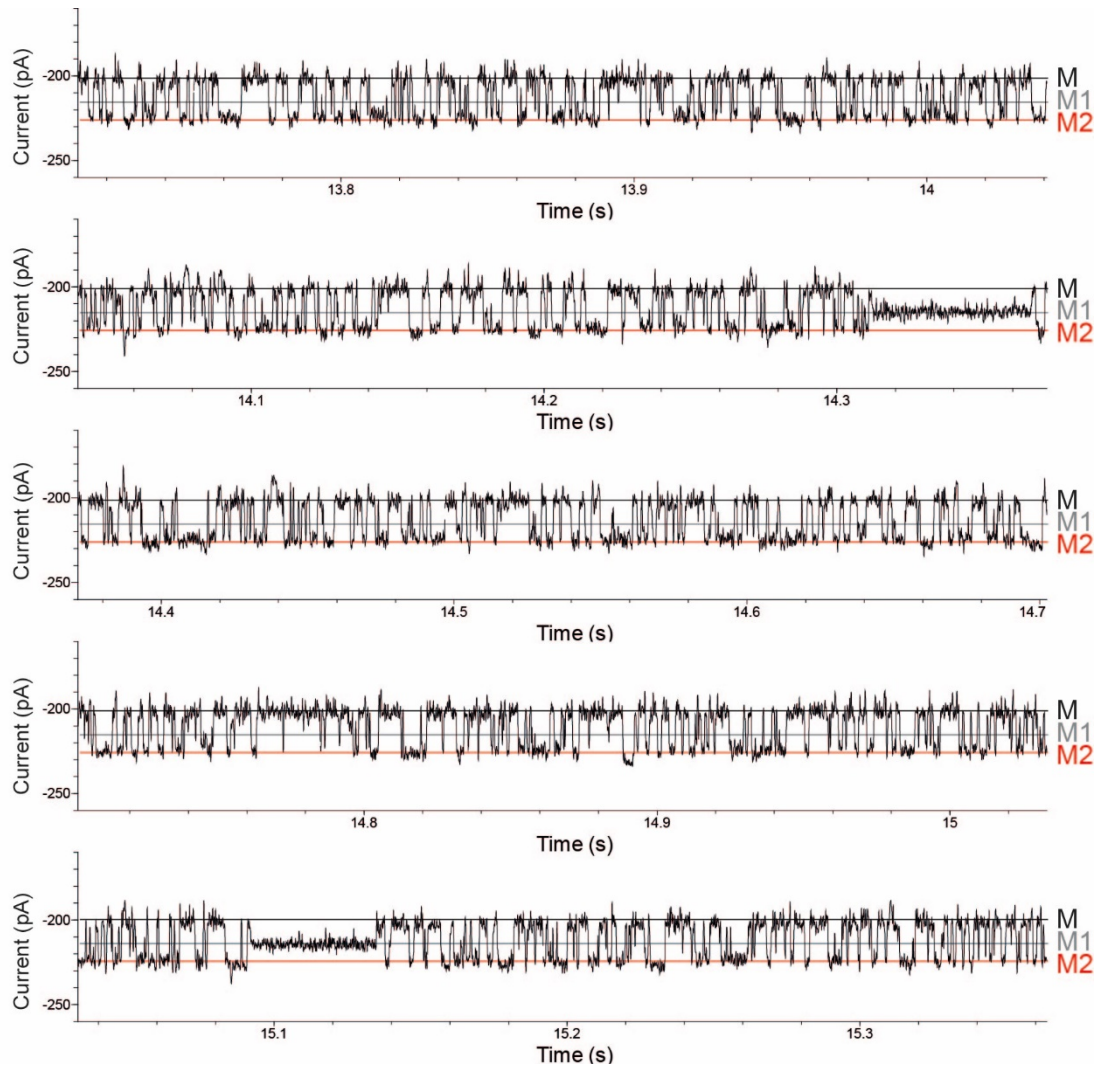 Current (pA)
-200
-250
M
M1
M2
13.8
13.9
14
Time (s)
Current (pA)
-200
-250
M
M1
M2
14.1
14.2
14.3
Time (s)
Current (pA)
-200
-250
M
M1
M2
14.4
14.5
14.6
14.7
Time (s)
Current (pA)
-200
-250
M
M1
M2
14.8
14.9
15
Time (s)
Current (pA)
-200
-250
M
M1
M2
15.1
15.2
15.3
Time (s)